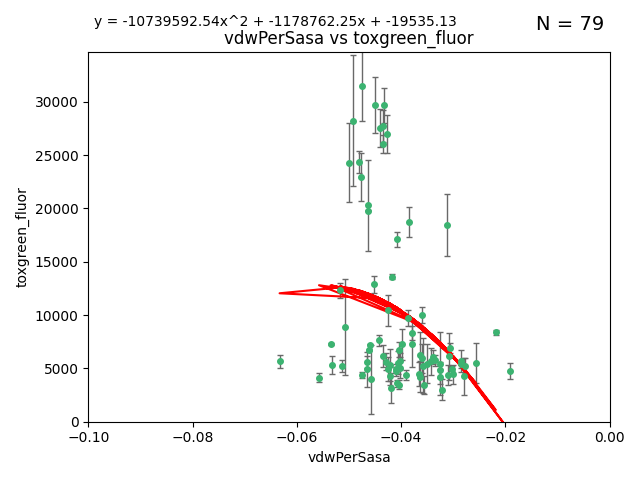 y = -10739592.54x^2 + -1178762.25x + -19535.13
N = 79
vdwPerSasa vs toxgreen_fluor
30000
25000
20000
15000
10000
5000
0
toxgreen_fluor
−0.10
−0.08
−0.06
−0.04
−0.02
0.00
vdwPerSasa